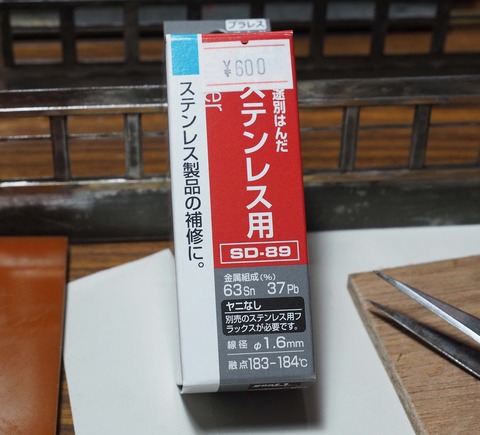 プラレス
¥600
途別はんだ
ステンレス用
er
ステンレス製品の補修に。
SD-89
金属組成(%)
63Sn 37Pb
ヤニなし
別売のステンレス用フ
ラックスが必要です。
線径 φ1.6mm
融点183-184℃